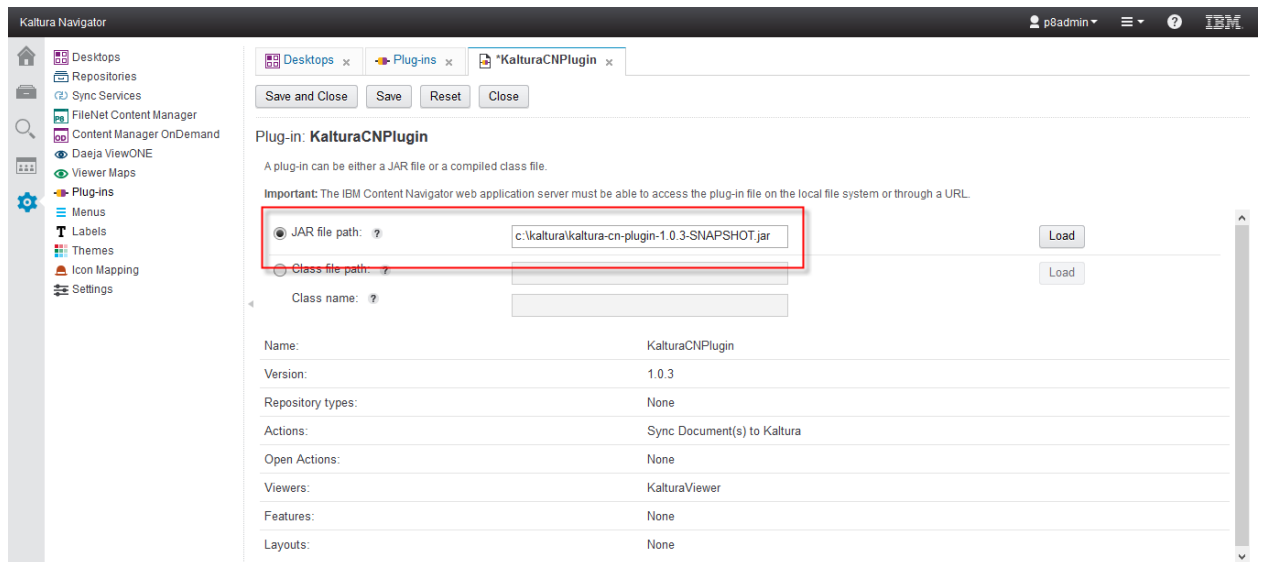 Kaltura Navigator
p8admin
?
IBM
Desktops
Repositories
Sync Services
P8 FileNet Content Manager
OD Content Manager OnDemand
Daeja ViewONE
Viewer Maps
Plug-ins
Menus
T Labels
Themes
Icon Mapping
Settings
Desktops x Plug-ins x *KalturaCNPlugin x
Save and Close Save Reset Close
Plug-in: KalturaCNPlugin
A plug-in can be either a JAR file or a compiled class file.
Important: The IBM Content Navigator web application server must be able to access the plug-in file on the local file system or through a URL.
JAR file path: ? c:\kaltura\kaltura-cn-plugin-1.0.3-SNAPSHOT.jar Load
Class file path: ? Load
Class name: ?
Name: KalturaCNPlugin
Version: 1.0.3
Repository types: None
Actions: Sync Document(s) to Kaltura
Open Actions: None
Viewers: KalturaViewer
Features: None
Layouts: None